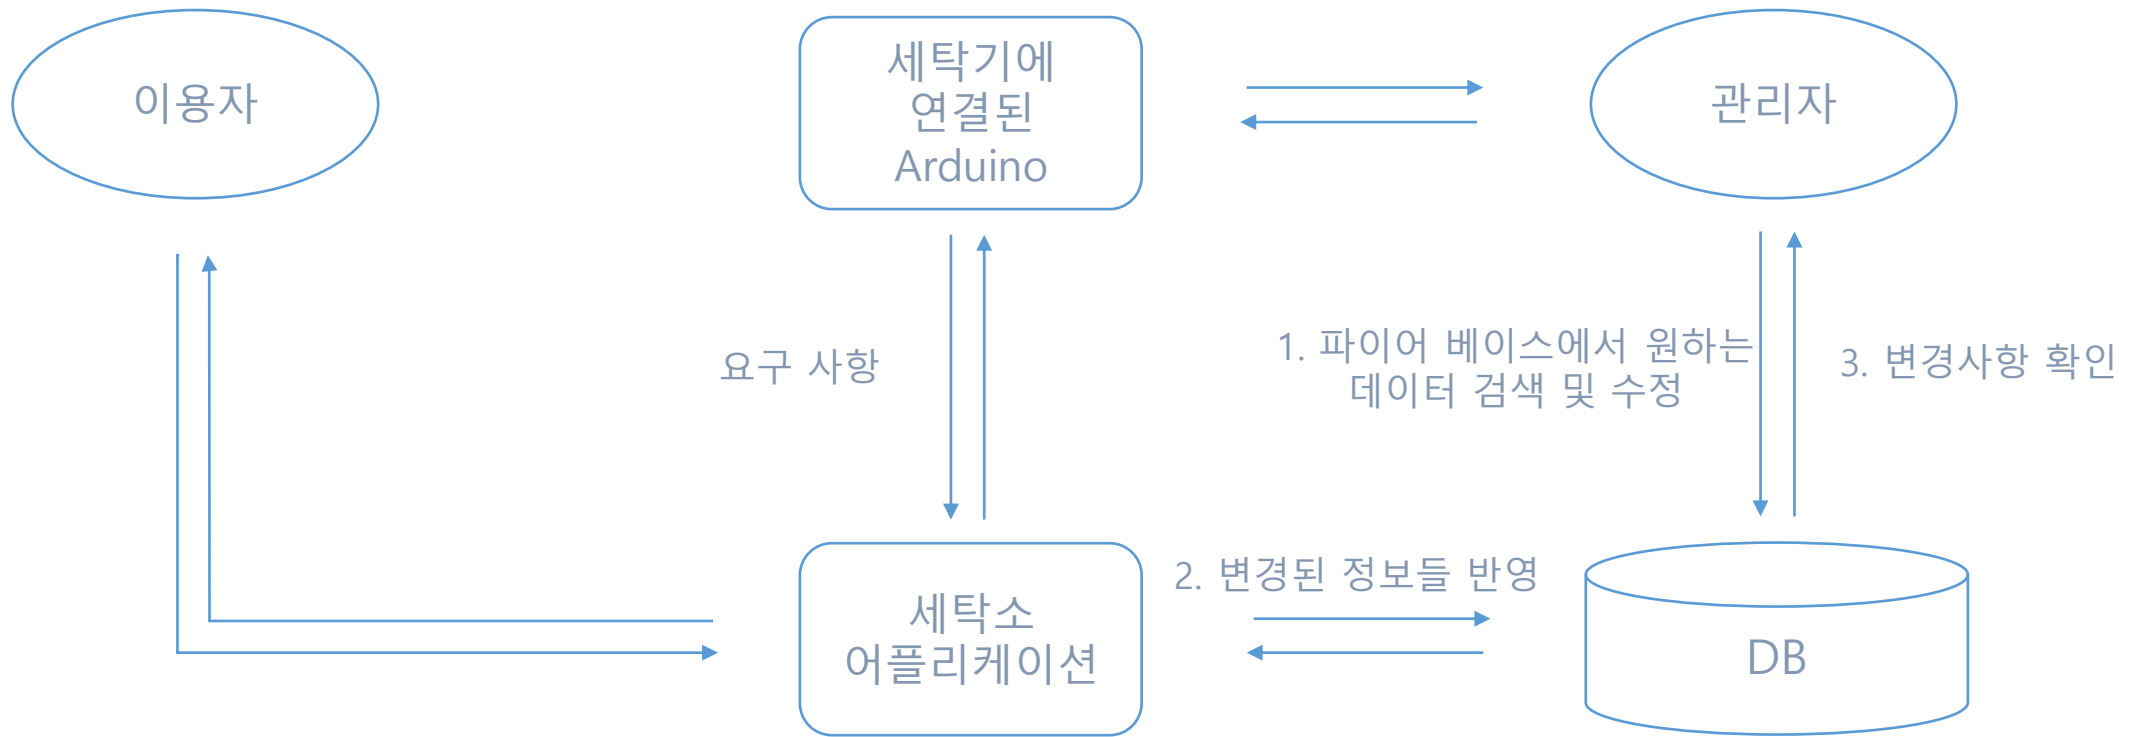 이용자
세탁기에
연결된
Arduino
관리자
요구 사항
1. 파이어 베이스에서 원하는
데이터 검색 및 수정
3. 변경사항 확인
2. 변경된 정보들 반영
세탁소
어플리케이션
DB